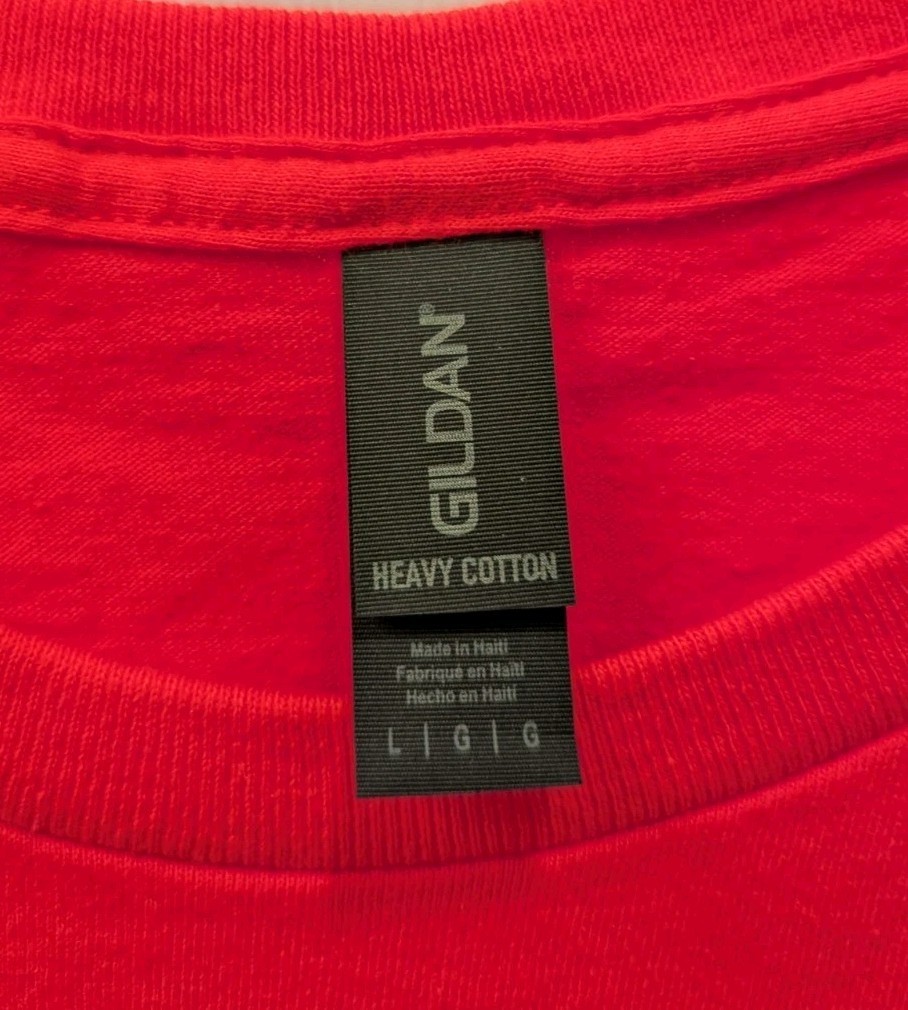 GILDAN®
HEAVY COTTON
Made in Haiti
Fabriqué en Haïti
Hecho en Haití
L | G | G